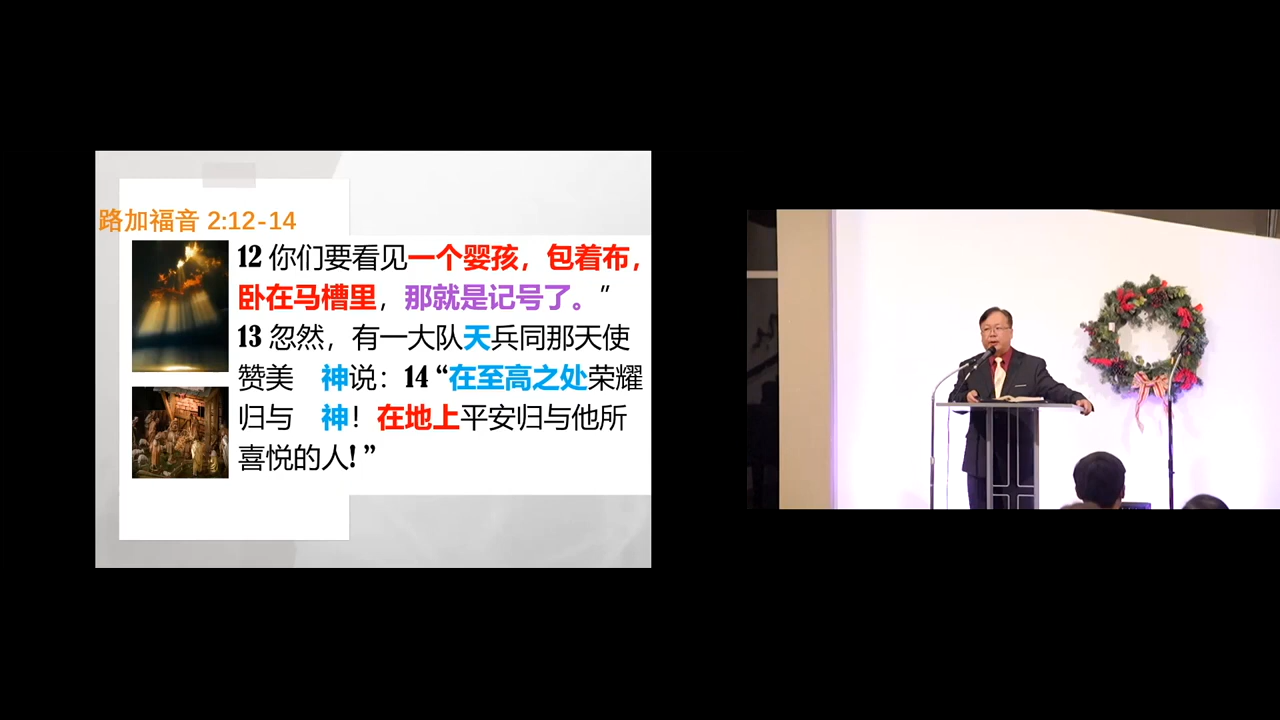 路加福音 2:12-14
12 你们要看见一个婴孩，包着布，
卧在马槽里，那就是记号了。”
13 忽然，有一大队天兵同那天使
赞美　神说：14 “在至高之处荣耀
归与　神！在地上平安归与他所
喜悦的人! ”